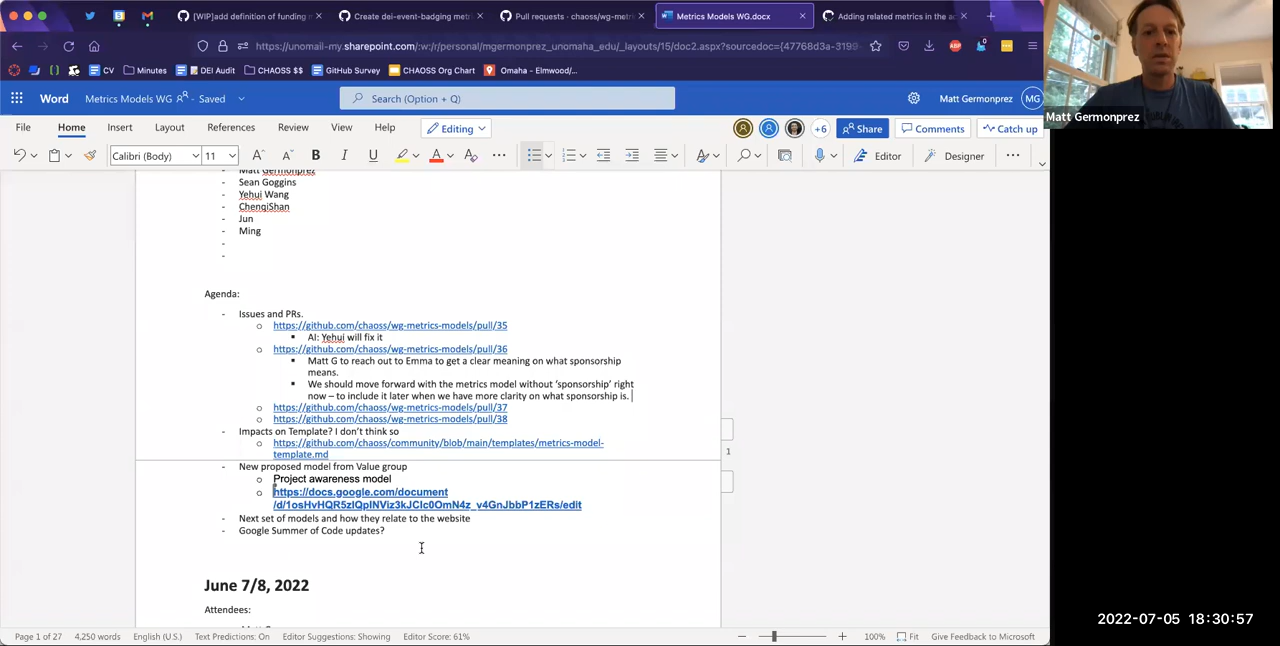 [WIP]add definition of funding m
Create dei-event-badging metri
Pull requests · chaoss/wg-metri
Metrics Models WG.docx
Adding related metrics in the ac
https://unomail-my.sharepoint.com/:w:/r/personal/mgermonprez_unomaha_edu/_layouts/15/doc2.aspx?sourcedoc={47768d3a-3199-
CV
Minutes
DEI Audit
CHAOSS $$
GitHub Survey
CHAOSS Org Chart
Omaha - Elmwood/...
Word
Metrics Models WG - Saved
Search (Option + Q)
Matt Germonprez
MG
Matt Germonprez
File
Home
Insert
Layout
References
Review
View
Help
Editing
+6
Share
Comments
Catch up
Calibri (Body)
11
Editor
Designer
Matt Germonprez
- Sean Goggins
- Yehui Wang
- ChenqiShan
- Jun
- Ming
-
-
Agenda:
- Issues and PRs.
o https://github.com/chaoss/wg-metrics-models/pull/35
▪ AI: Yehui will fix it
o https://github.com/chaoss/wg-metrics-models/pull/36
▪ Matt G to reach out to Emma to get a clear meaning on what sponsorship
means.
▪ We should move forward with the metrics model without 'sponsorship' right
now – to include it later when we have more clarity on what sponsorship is.
o https://github.com/chaoss/wg-metrics-models/pull/37
o https://github.com/chaoss/wg-metrics-models/pull/38
- Impacts on Template? I don't think so
o https://github.com/chaoss/community/blob/main/templates/metrics-model-
template.md
1
- New proposed model from Value group
o Project awareness model
o https://docs.google.com/document
/d/1osHvHQR5zIQpINViz3kJCIc0OmN4z_v4GnJbbP1zERs/edit
- Next set of models and how they relate to the website
- Google Summer of Code updates?
June 7/8, 2022
Attendees:
2022-07-05 18:30:57
Page 1 of 27
4,250 words
English (U.S.)
Text Predictions: On
Editor Suggestions: Showing
Editor Score: 61%
100%
Fit
Give Feedback to Microsoft